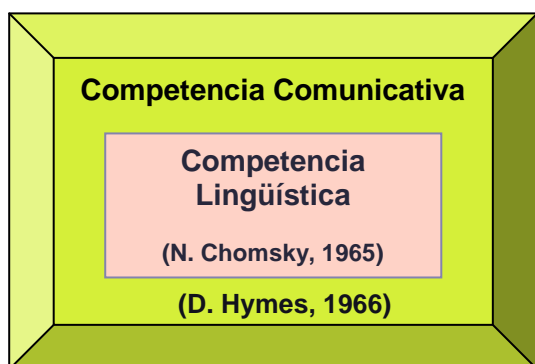 Competencia Comunicativa
Competencia
Lingüística
(N. Chomsky, 1965)
(D. Hymes, 1966)